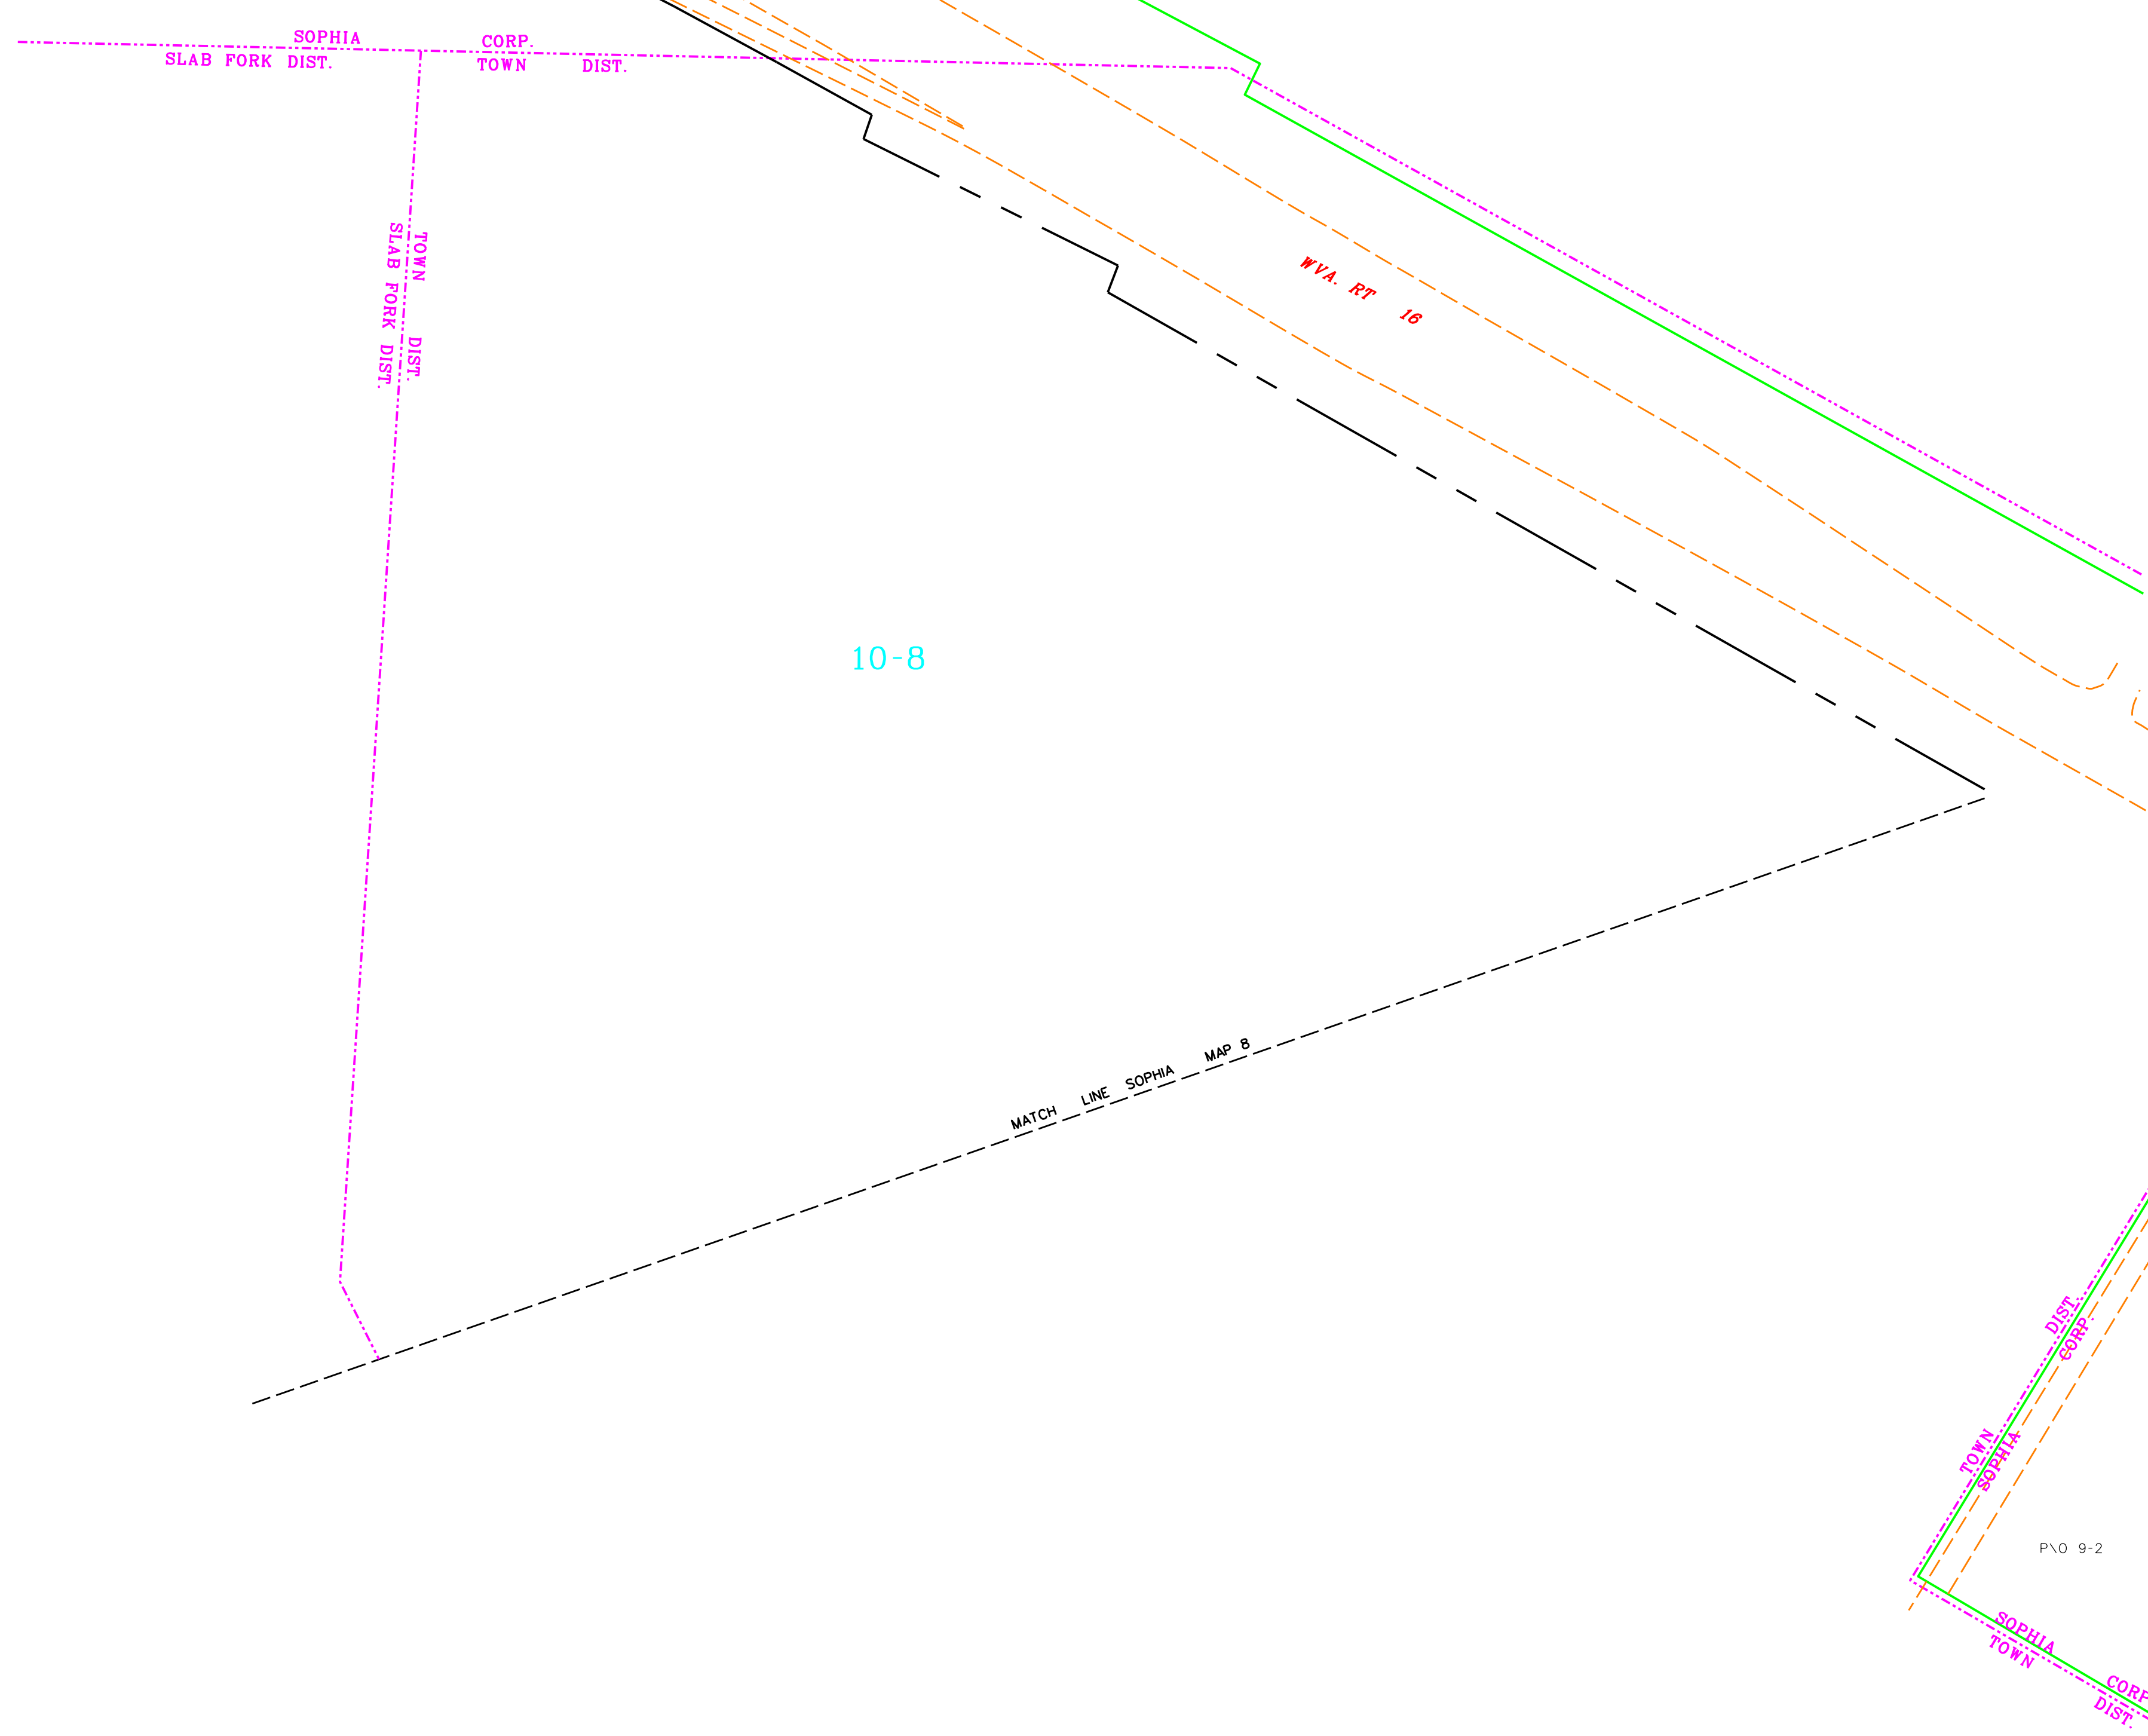 SOPHIA CORP.
SLAB FORK DIST. TOWN DIST.
TOWN DIST.
SLAB FORK DIST.
WVA. RT 16
10-8
MATCH LINE SOPHIA MAP 8
TOWN DIST.
SOPHIA CORP.
P\O 9-2
SOPHIA CORP
TOWN DIST.